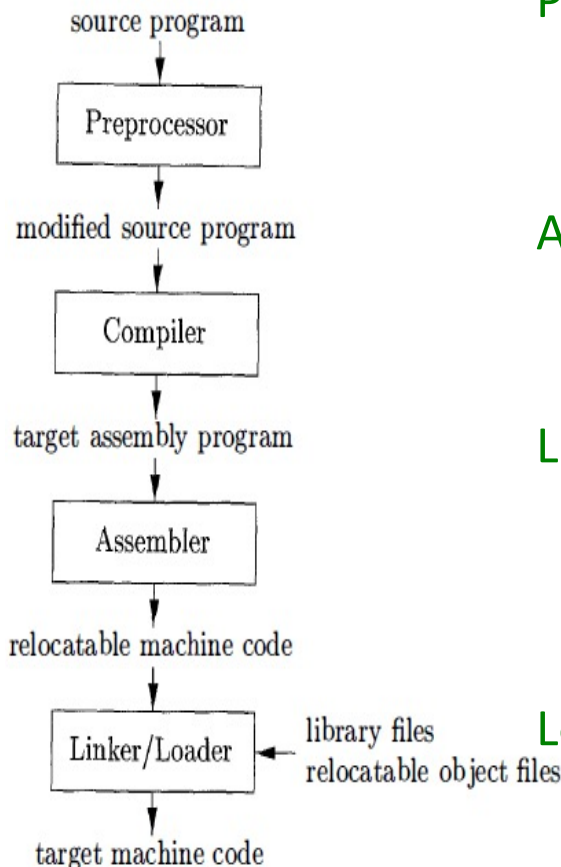 source program
P
Preprocessor
modified source program
A
Compiler
target assembly program
L
Assembler
relocatable machine code
Linker/Loader
library files
relocatable object files
L
target machine code